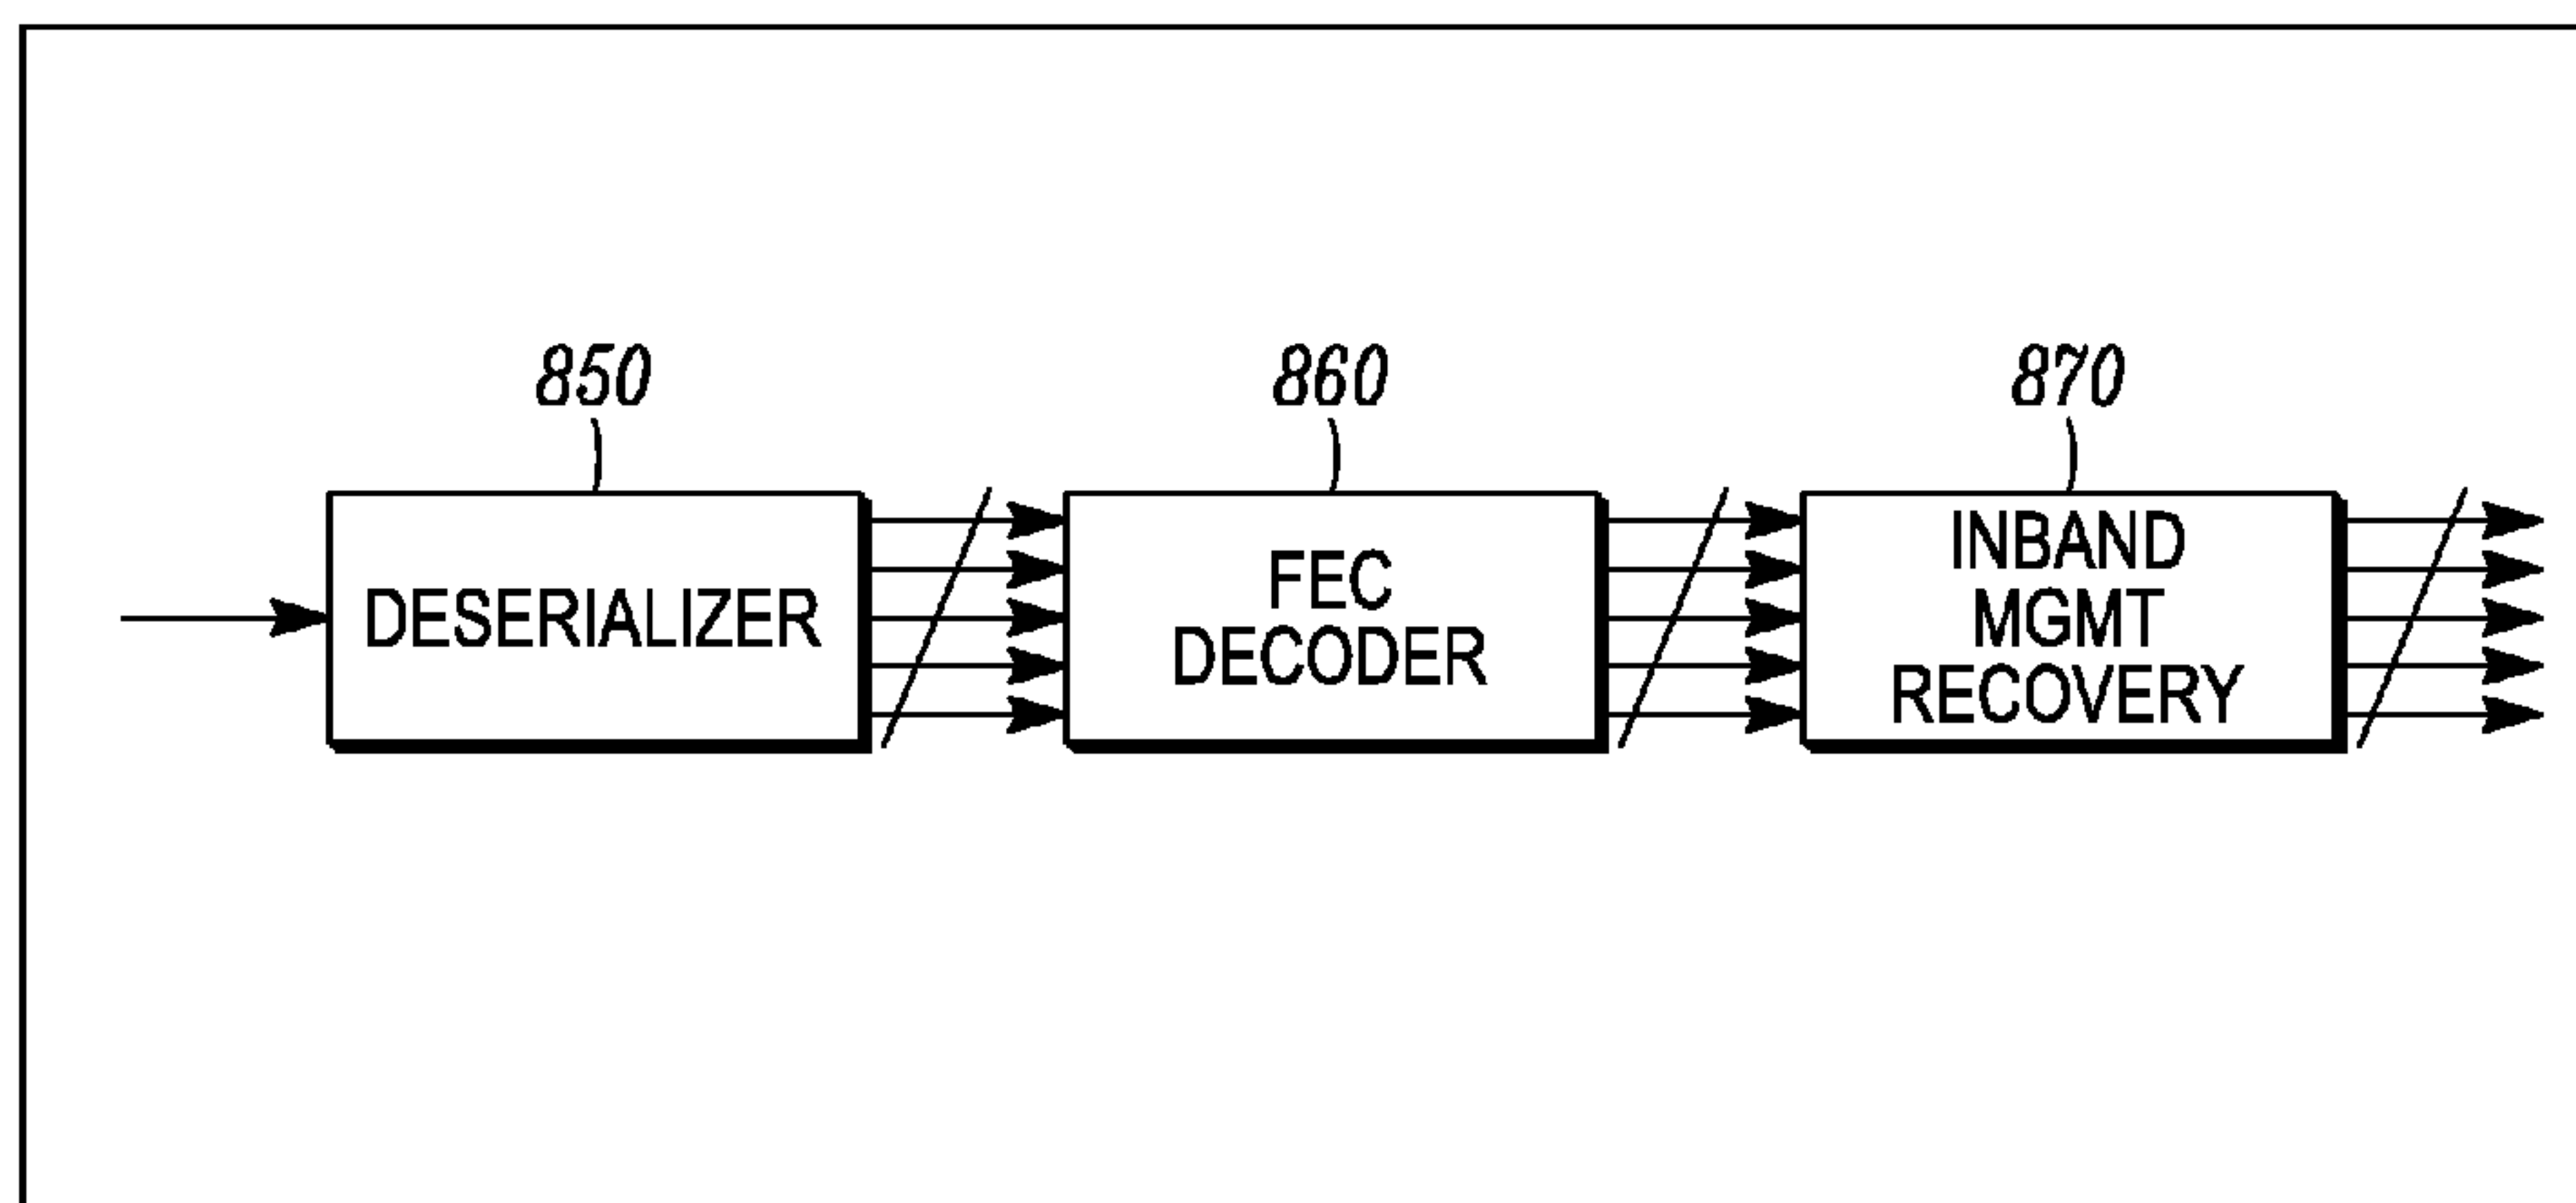 850
860
870
DESERIALIZER
FEC
DECODER
INBAND
MGMT
RECOVERY